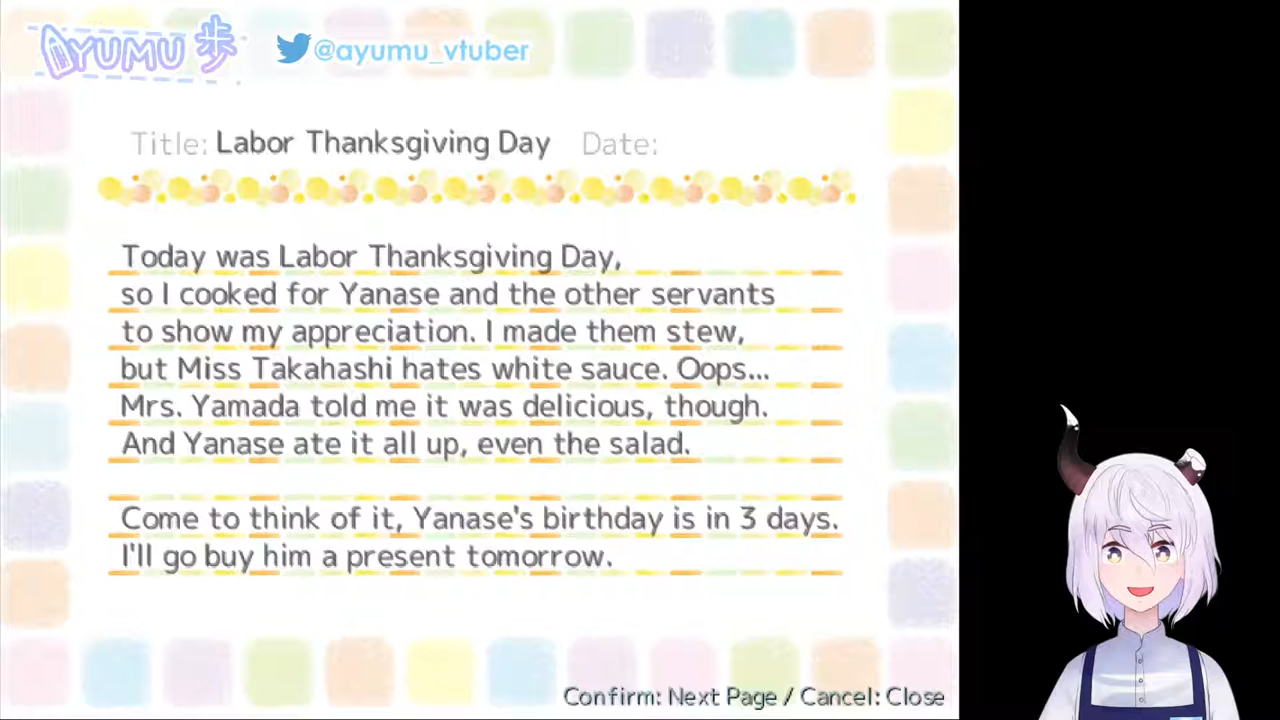 AYUMU 歩 @ayumu_vtuber
Title: Labor Thanksgiving Day Date:
Today was Labor Thanksgiving Day,
so I cooked for Yanase and the other servants
to show my appreciation. I made them stew,
but Miss Takahashi hates white sauce. Oops...
Mrs. Yamada told me it was delicious, though.
And Yanase ate it all up, even the salad.
Come to think of it, Yanase's birthday is in 3 days.
I'll go buy him a present tomorrow.
Confirm: Next Page / Cancel: Close